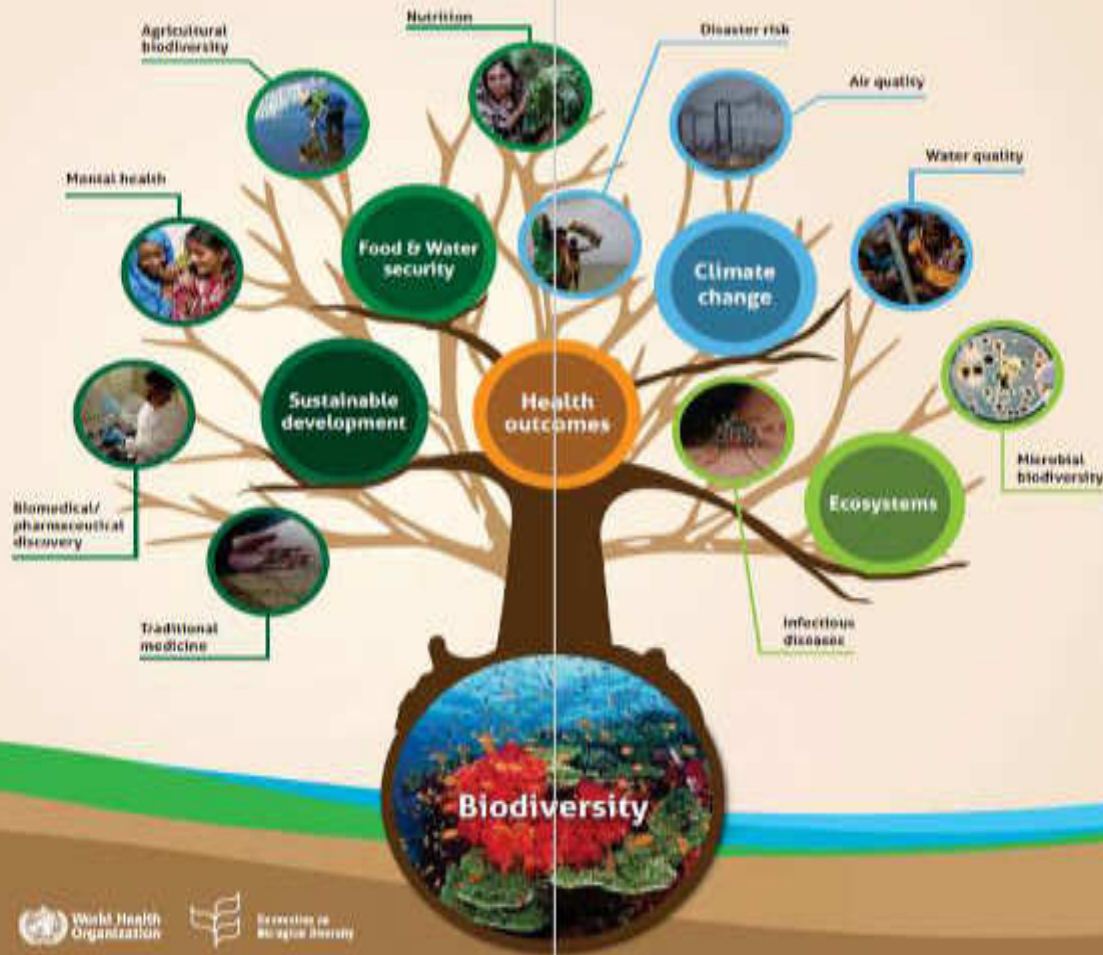 Nutrition
Agricultural
biodiversity
Disaster risk
Air quality
Water quality
Mental health
Food & Water
security
Climate
change
Sustainable
development
Health
outcomes
Microbial
biodiversity
Ecosystems
Biomedical/
pharmaceutical
discovery
Traditional
medicine
Infectious
diseases
Biodiversity
World Health
Organization
Convention on
Biological Diversity